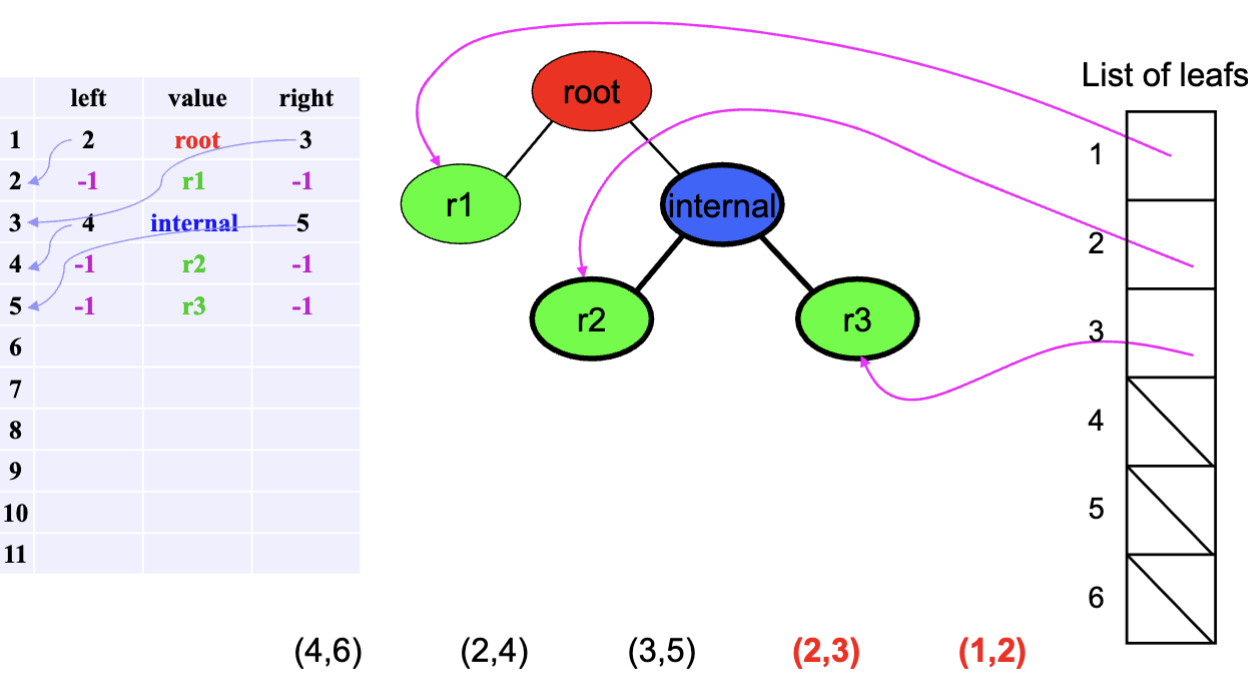 left value right
1 2 root 3
2 -1 r1 -1
3 4 internal 5
4 -1 r2 -1
5 -1 r3 -1
6
7
8
9
10
11
root
r1
internal
r2
r3
List of leafs
1
2
3
4
5
6
(4,6) (2,4) (3,5) (2,3) (1,2)